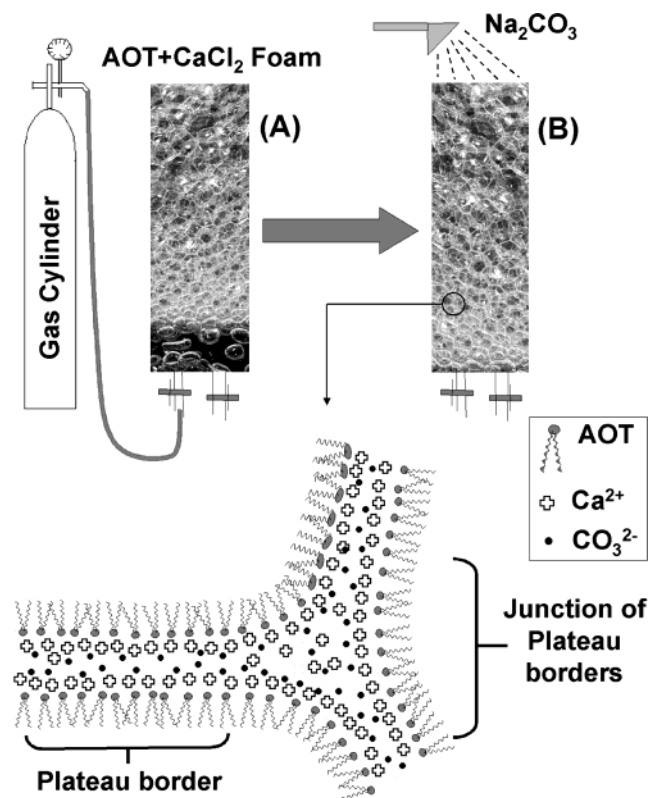 Na₂CO₃
AOT+CaCl₂ Foam
(A)
(B)
Gas Cylinder
AOT
Ca²⁺
CO₃²⁻
Junction of
Plateau
borders
Plateau border